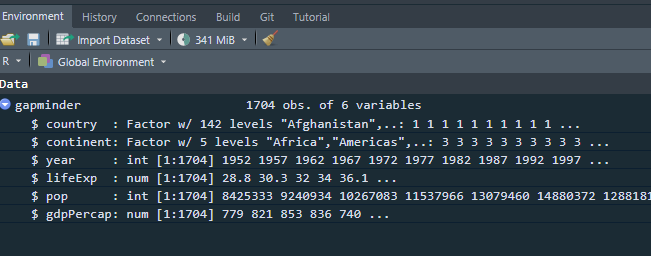 Environment History Connections Build Git Tutorial
Import Dataset 341 MiB
R Global Environment
Data
gapminder 1704 obs. of 6 variables
$ country : Factor w/ 142 levels "Afghanistan",..: 1 1 1 1 1 1 1 1 1 1 ...
$ continent: Factor w/ 5 levels "Africa","Americas",..: 3 3 3 3 3 3 3 3 3 3 ...
$ year : int [1:1704] 1952 1957 1962 1967 1972 1977 1982 1987 1992 1997 ...
$ lifeExp : num [1:1704] 28.8 30.3 32 34 36.1 ...
$ pop : int [1:1704] 8425333 9240934 10267083 11537966 13079460 14880372 1288181
$ gdpPercap: num [1:1704] 779 821 853 836 740 ...